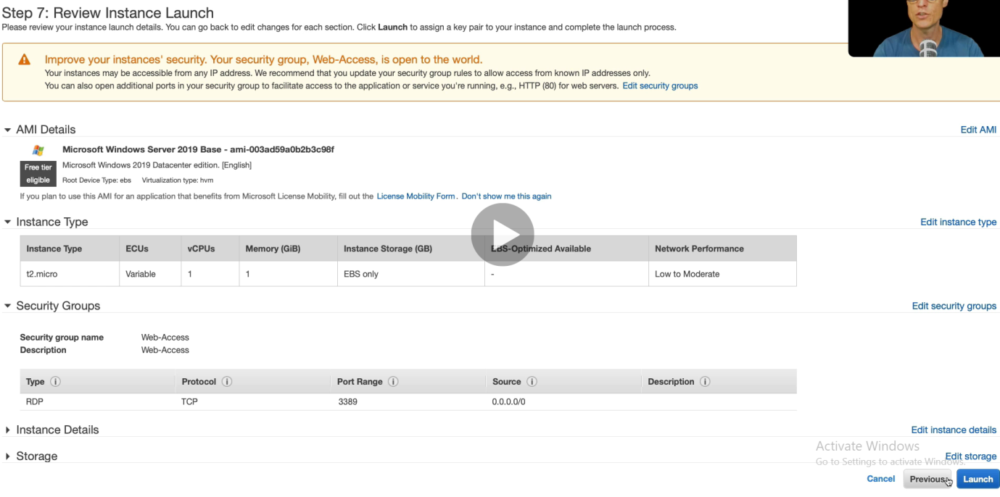 Step 7: Review Instance Launch
Please review your instance launch details. You can go back to edit changes for each section. Click Launch to assign a key pair to your instance and complete the launch process.
Improve your instances' security. Your security group, Web-Access, is open to the world.
Your instances may be accessible from any IP address. We recommend that you update your security group rules to allow access from known IP addresses only.
You can also open additional ports in your security group to facilitate access to the application or service you're running, e.g., HTTP (80) for web servers. Edit security groups
AMI Details Edit AMI
Microsoft Windows Server 2019 Base - ami-003ad59a0b2b3c98f
Free tier eligible
Microsoft Windows 2019 Datacenter edition. [English]
Root Device Type: ebs Virtualization type: hvm
If you plan to use this AMI for an application that benefits from Microsoft License Mobility, fill out the License Mobility Form. Don't show me this again
Instance Type Edit instance type
Instance Type ECUs vCPUs Memory (GiB) Instance Storage (GB) EBS-Optimized Available Network Performance
t2.micro Variable 1 1 EBS only - Low to Moderate
Security Groups Edit security groups
Security group name Web-Access
Description Web-Access
Type i Protocol i Port Range i Source i Description i
RDP TCP 3389 0.0.0.0/0
Instance Details Edit instance details
Activate Windows
Storage Edit storage
Go to Settings to activate Windows.
Cancel Previous Launch